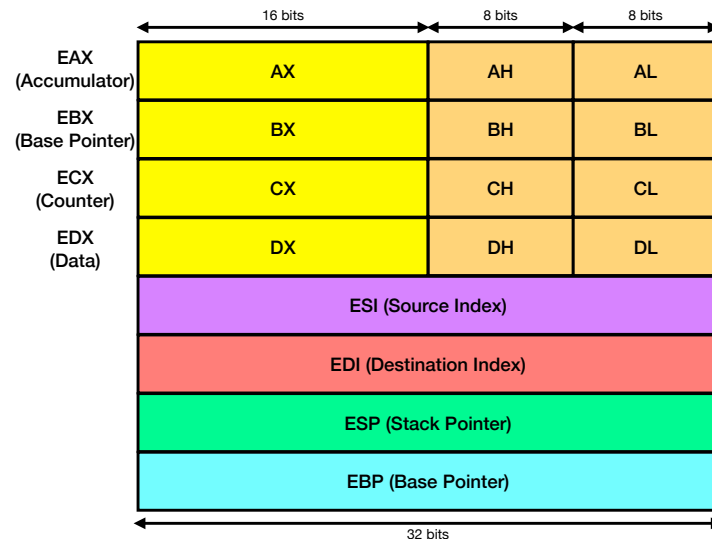 16 bits
8 bits
8 bits
EAX
(Accumulator)
AX
AH
AL
EBX
(Base Pointer)
BX
BH
BL
ECX
(Counter)
CX
CH
CL
EDX
(Data)
DX
DH
DL
ESI (Source Index)
EDI (Destination Index)
ESP (Stack Pointer)
EBP (Base Pointer)
32 bits